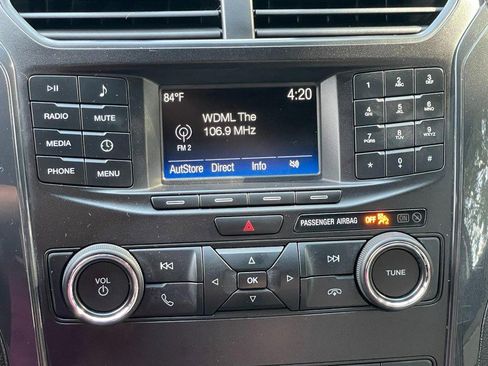 84°F
4:20
WDML The
106.9 MHz
FM 2
AutStore Direct Info
RADIO MUTE
MEDIA
PHONE MENU
1 2 ABC 3 DEF
4 GHI 5 JKL 6 MNO
7 PQRS 8 TUV 9 WXYZ
* 0 + #
PASSENGER AIRBAG OFF ON
VOL
OK
TUNE